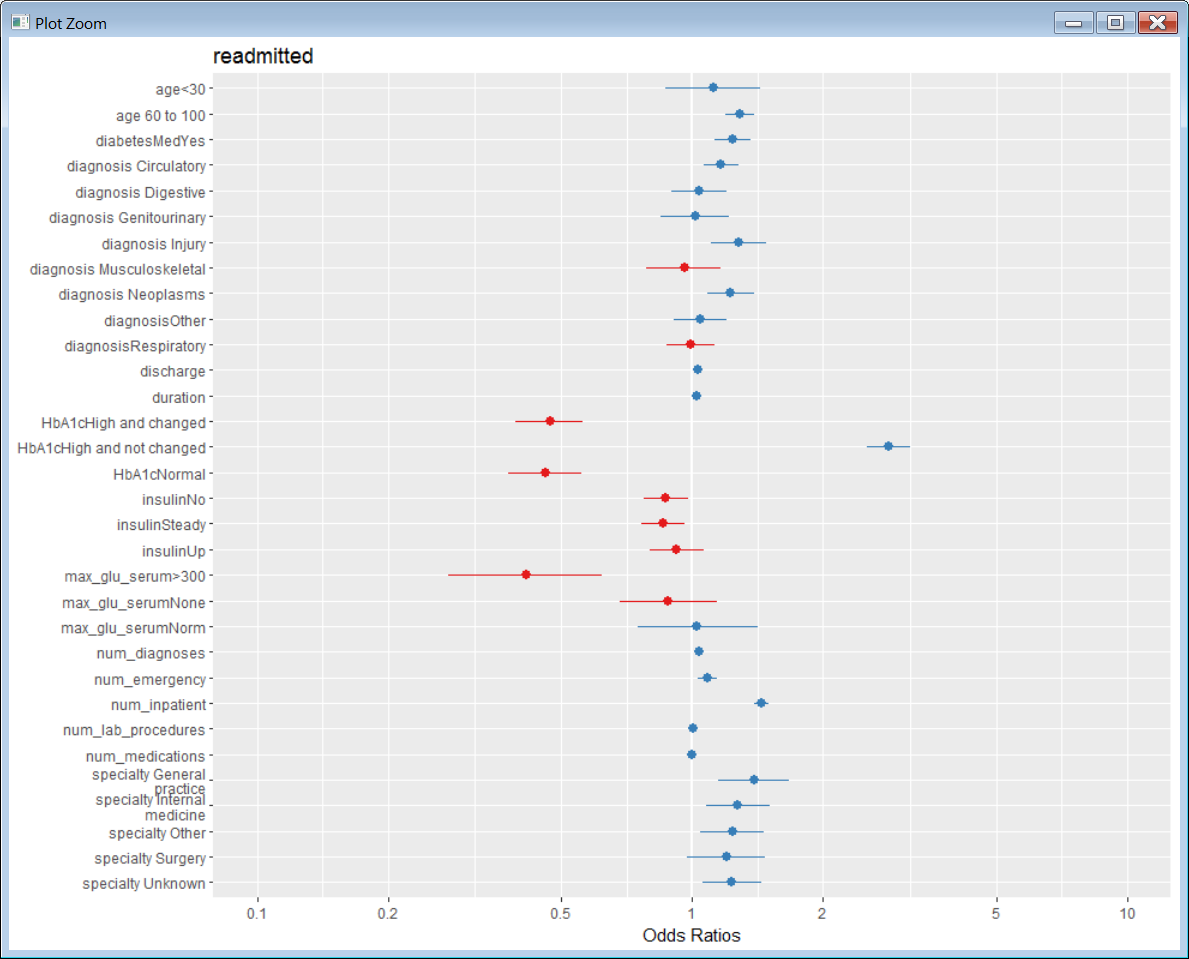 Plot Zoom
readmitted
age<30
age 60 to 100
diabetesMedYes
diagnosis Circulatory
diagnosis Digestive
diagnosis Genitourinary
diagnosis Injury
diagnosis Musculoskeletal
diagnosis Neoplasms
diagnosisOther
diagnosisRespiratory
discharge
duration
HbA1cHigh and changed
HbA1cHigh and not changed
HbA1cNormal
insulinNo
insulinSteady
insulinUp
max_glu_serum>300
max_glu_serumNone
max_glu_serumNorm
num_diagnoses
num_emergency
num_inpatient
num_lab_procedures
num_medications
specialty General
practice
specialty Internal
medicine
specialty Other
specialty Surgery
specialty Unknown
0.1 0.2 0.5 1 2 5 10
Odds Ratios